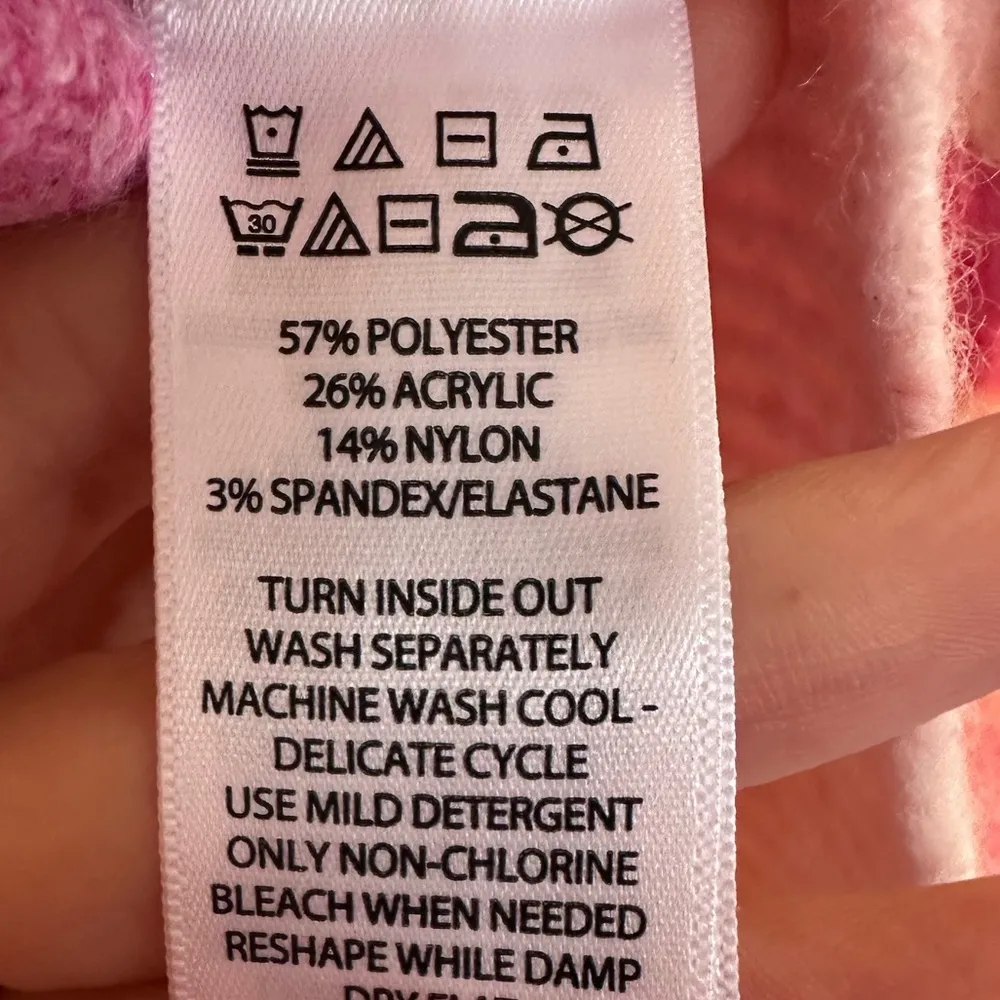 30
57% POLYESTER
26% ACRYLIC
14% NYLON
3% SPANDEX/ELASTANE
TURN INSIDE OUT
WASH SEPARATELY
MACHINE WASH COOL -
DELICATE CYCLE
USE MILD DETERGENT
ONLY NON-CHLORINE
BLEACH WHEN NEEDED
RESHAPE WHILE DAMP